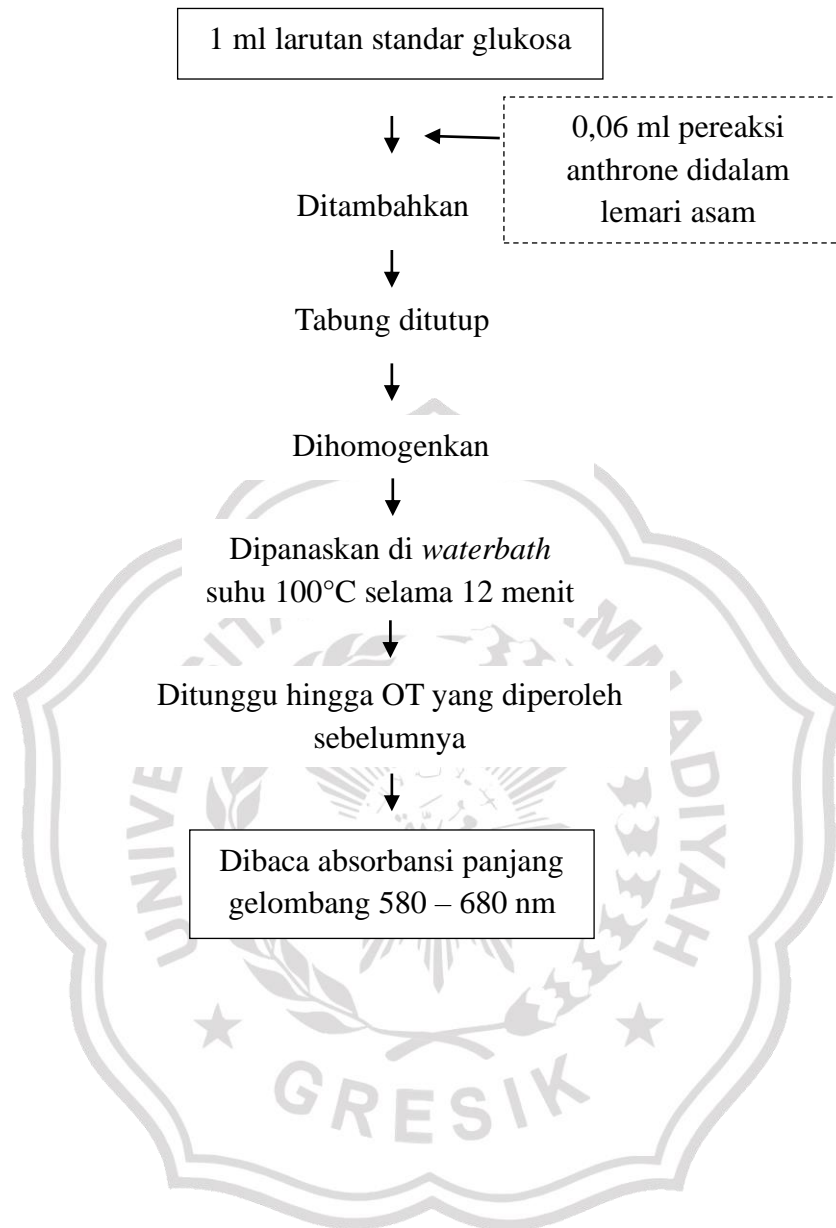 1 ml larutan standar glukosa
0,06 ml pereaksi
anthrone didalam
lemari asam
Ditambahkan
Tabung ditutup
Dihomogenkan
Dipanaskan di waterbath
suhu 100°C selama 12 menit
Ditunggu hingga OT yang diperoleh
sebelumnya
Dibaca absorbansi panjang
gelombang 580 – 680 nm
GRESIK